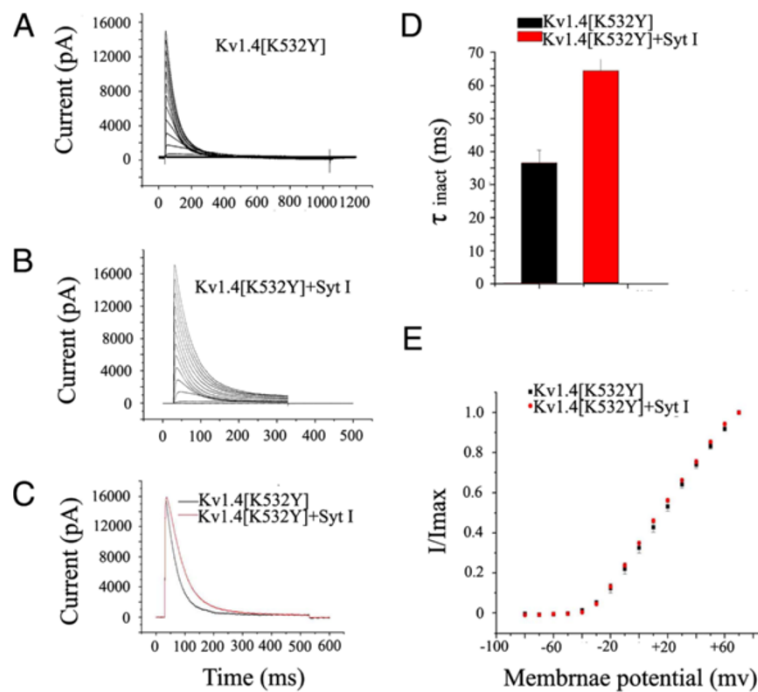 A
Kv1.4[K532Y]
Current (pA)
16000
12000
8000
4000
0
0 200 400 600 800 1000 1200
B
Kv1.4[K532Y]+Syt I
Current (pA)
16000
12000
8000
4000
0
0 100 200 300 400 500
C
Kv1.4[K532Y]
Kv1.4[K532Y]+Syt I
Current (pA)
16000
12000
8000
4000
0
0 100 200 300 400 500 600
Time (ms)
D
Kv1.4[K532Y]
Kv1.4[K532Y]+Syt I
τ inact (ms)
70
60
50
40
30
20
10
0
E
Kv1.4[K532Y]
Kv1.4[K532Y]+Syt I
I/Imax
1.0
0.8
0.6
0.4
0.2
0
-100 -60 -20 +20 +60
Membrnae potential (mv)